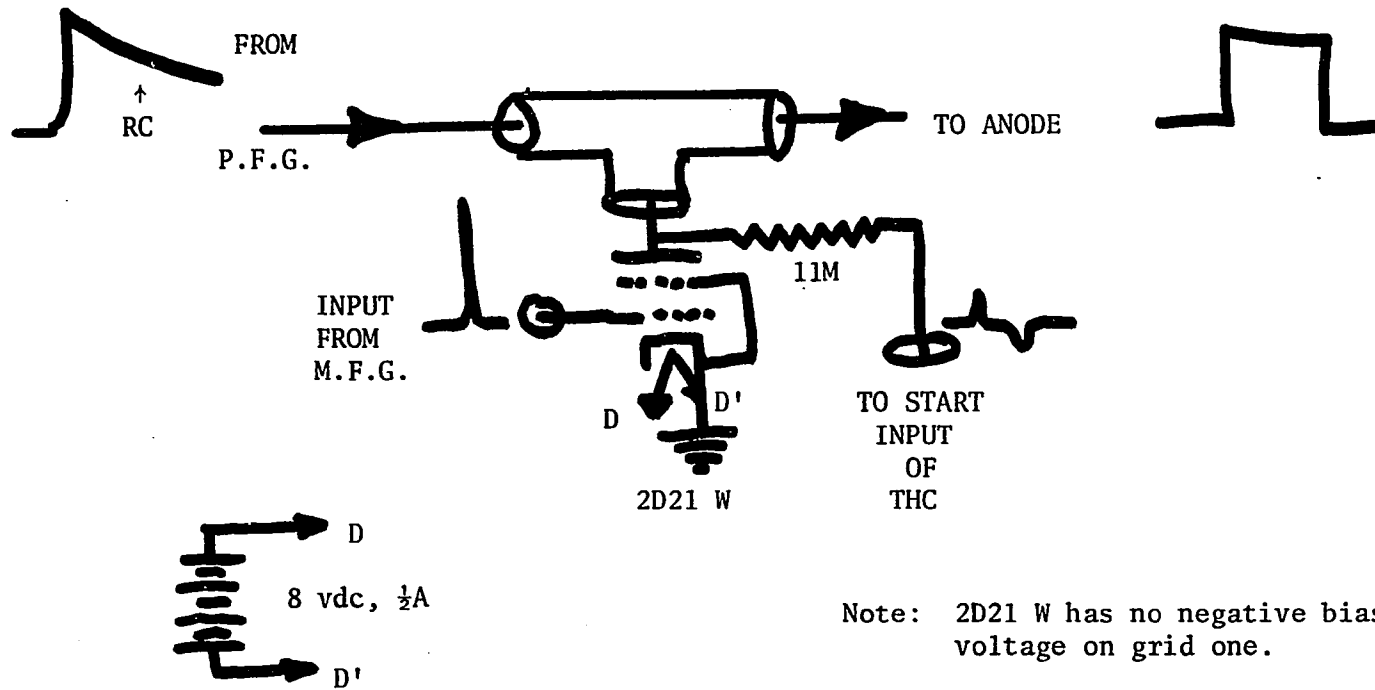 FROM
↑
RC
P.F.G.
TO ANODE
11M
INPUT
FROM
M.F.G.
D
D'
TO START
INPUT
OF
THC
2D21 W
D
8 vdc, ½A
D'
Note: 2D21 W has no negative bias
voltage on grid one.